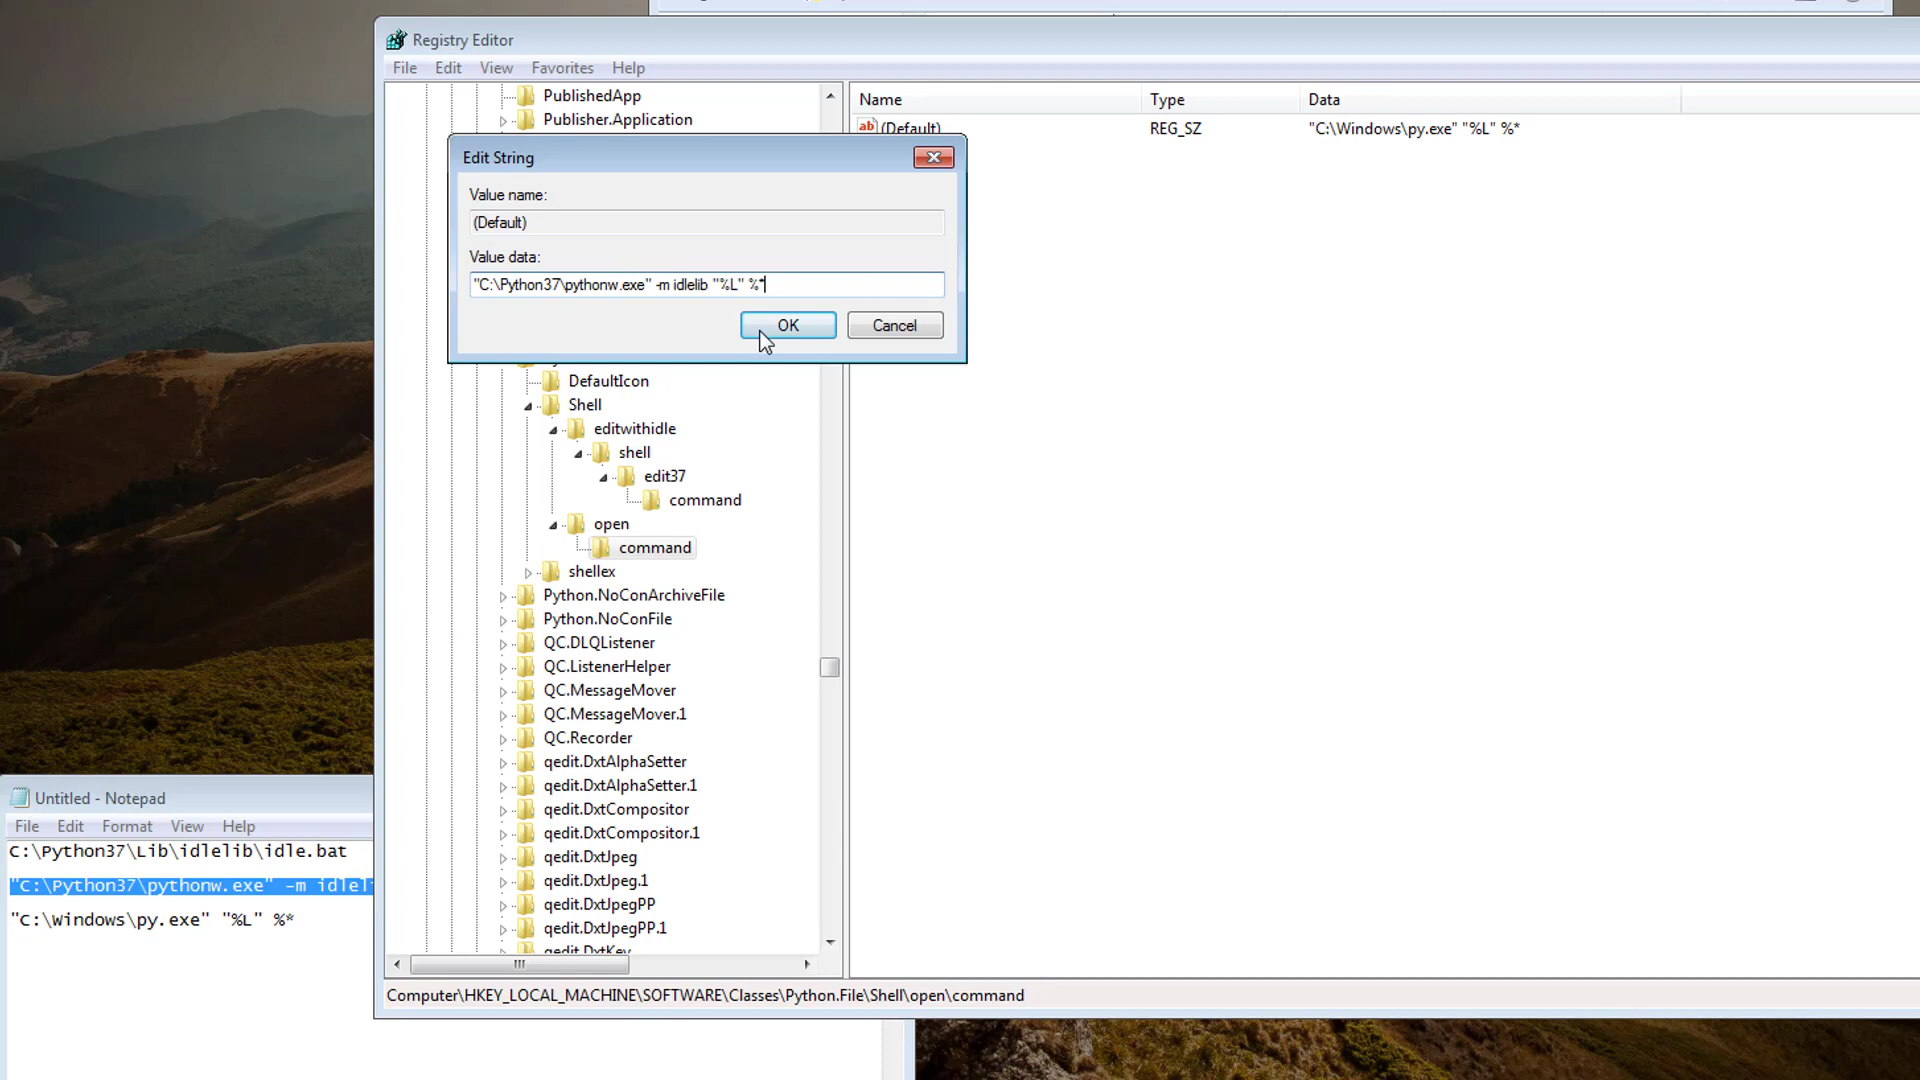 Registry Editor
File Edit View Favorites Help
PublishedApp
Publisher.Application
Name Type Data
(Default) REG_SZ "C:\Windows\py.exe" "%L" %*
Edit String
Value name:
(Default)
Value data:
"C:\Python37\pythonw.exe" -m idlelib "%L" %*
OK Cancel
DefaultIcon
Shell
editwithidle
shell
edit37
command
open
command
shellex
Python.NoConArchiveFile
Python.NoConFile
QC.DLQListener
QC.ListenerHelper
QC.MessageMover
QC.MessageMover.1
QC.Recorder
qedit.DxtAlphaSetter
qedit.DxtAlphaSetter.1
qedit.DxtCompositor
qedit.DxtCompositor.1
qedit.DxtJpeg
qedit.DxtJpeg.1
qedit.DxtJpegPP
qedit.DxtJpegPP.1
qedit.DxtKey
Computer\HKEY_LOCAL_MACHINE\SOFTWARE\Classes\Python.File\Shell\open\command
Untitled - Notepad
File Edit Format View Help
C:\Python37\Lib\idlelib\idle.bat
"C:\Python37\pythonw.exe" -m idleli
"C:\Windows\py.exe" "%L" %*